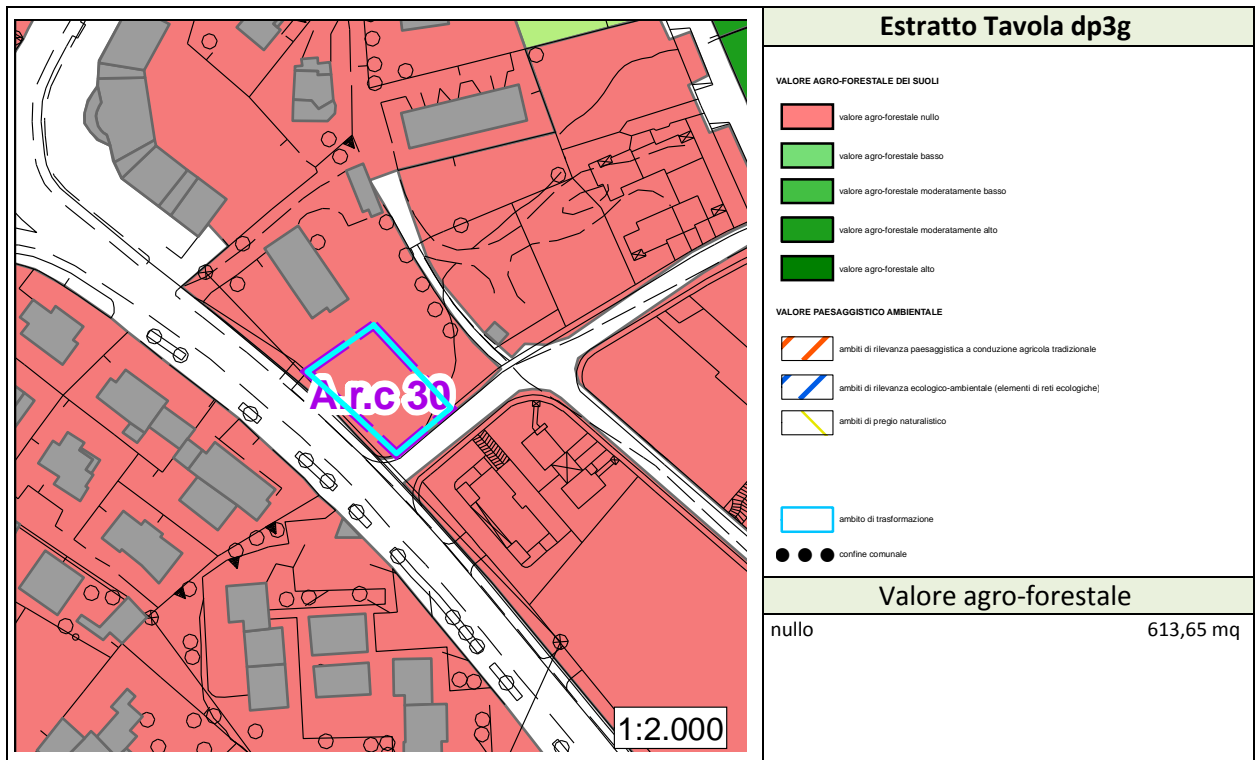 Estratto Tavola dp3g
VALORE AGRO-FORESTALE DEI SUOLI
valore agro-forestale nullo
valore agro-forestale basso
valore agro-forestale moderatamente basso
valore agro-forestale moderatamente alto
valore agro-forestale alto
VALORE PAESAGGISTICO AMBIENTALE
ambiti di rilevanza paesaggistica a conduzione agricola tradizionale
ambiti di rilevanza ecologico-ambientale (elementi di reti ecologiche)
ambiti di pregio naturalistico
ambito di trasformazione
confine comunale
Valore agro-forestale
nullo 613,65 mq
A.r.c 30
1:2.000